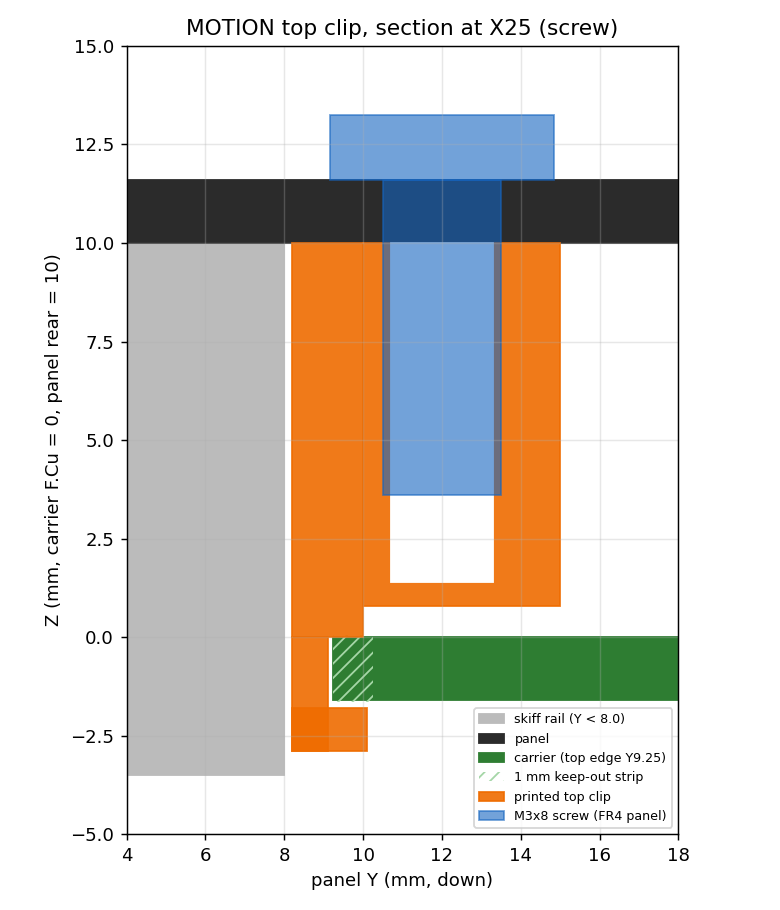 MOTION top clip, section at X25 (screw)
15.0
12.5
10.0
7.5
5.0
2.5
0.0
−2.5
−5.0
Z (mm, carrier F.Cu = 0, panel rear = 10)
skiff rail (Y < 8.0)
panel
carrier (top edge Y9.25)
1 mm keep-out strip
printed top clip
M3x8 screw (FR4 panel)
4 6 8 10 12 14 16 18
panel Y (mm, down)